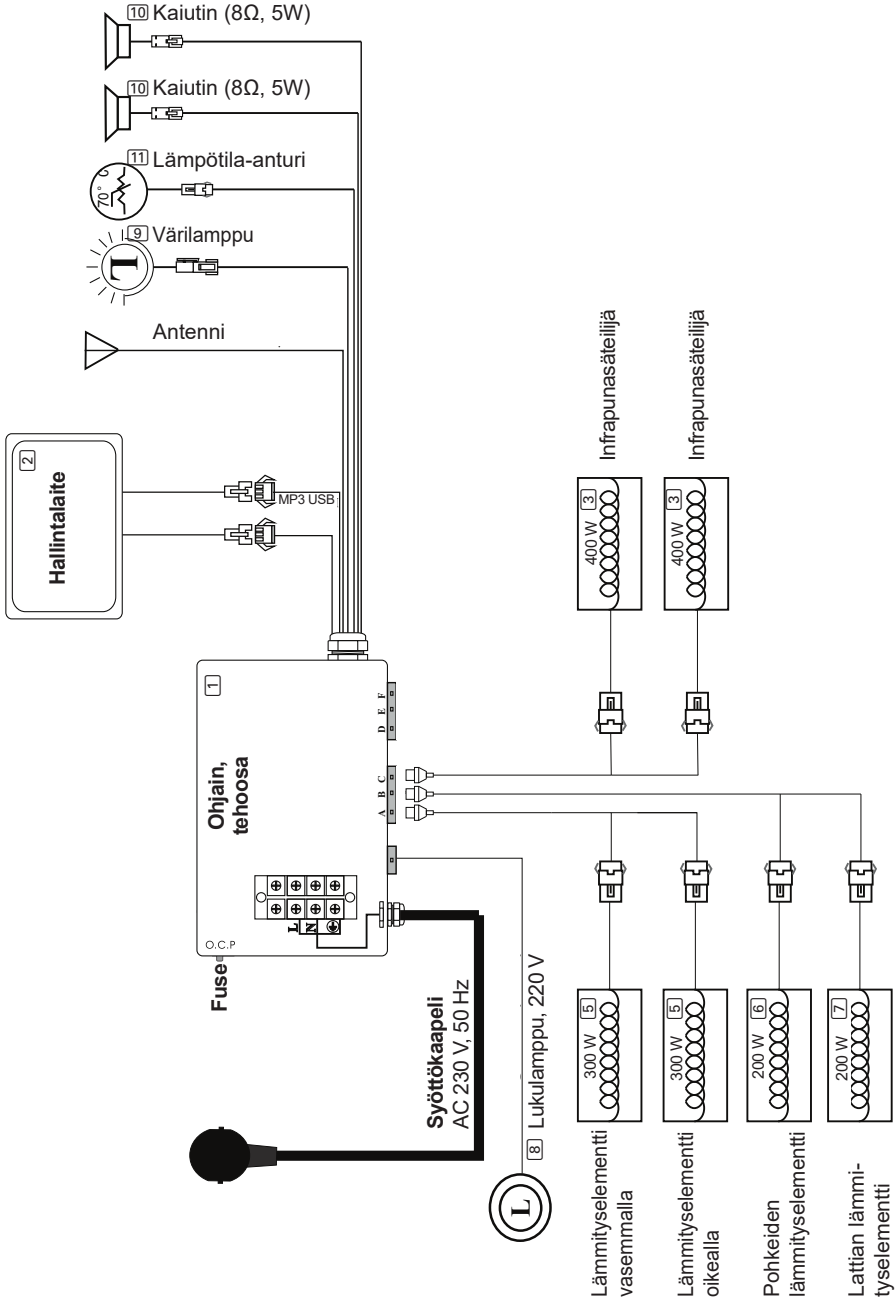 10 Kaiutin (8Ω, 5W)
10 Kaiutin (8Ω, 5W)
11 Lämpötila-anturi
70° C
9 Värilamppu
L
Antenni
2
Hallintalaite
MP3 USB
1
Ohjain,
tehoosa
A B C D E F
L
N
O.C.P
Fuse
Syöttökaapeli
AC 230 V, 50 Hz
8 Lukulamppu, 220 V
L
400 W 3
Infrapunasäteilijä
400 W 3
Infrapunasäteilijä
300 W 5
Lämmityselementti
vasemmalla
300 W 5
Lämmityselementti
oikealla
200 W 6
Pohkeiden
lämmityselementti
200 W 7
Lattian lämmi-
tyselementti